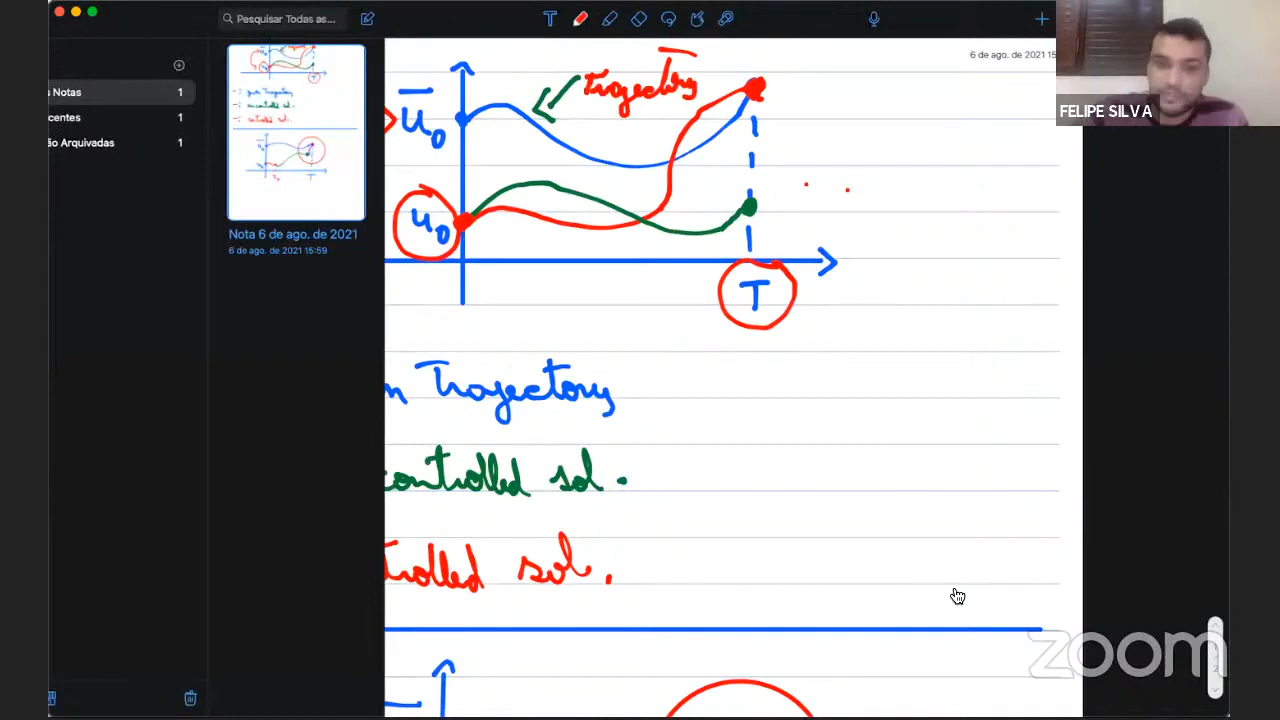 Pesquisar Todas as...
6 de ago. de 2021 15
FELIPE SILVA
s Notas 1
centes 1
ão Arquivadas 1
Nota 6 de ago. de 2021
6 de ago. de 2021 15:59
Trajectory
u̅₀
u₀
T
n Trajectory
controlled sol.
trolled sol.
zoom